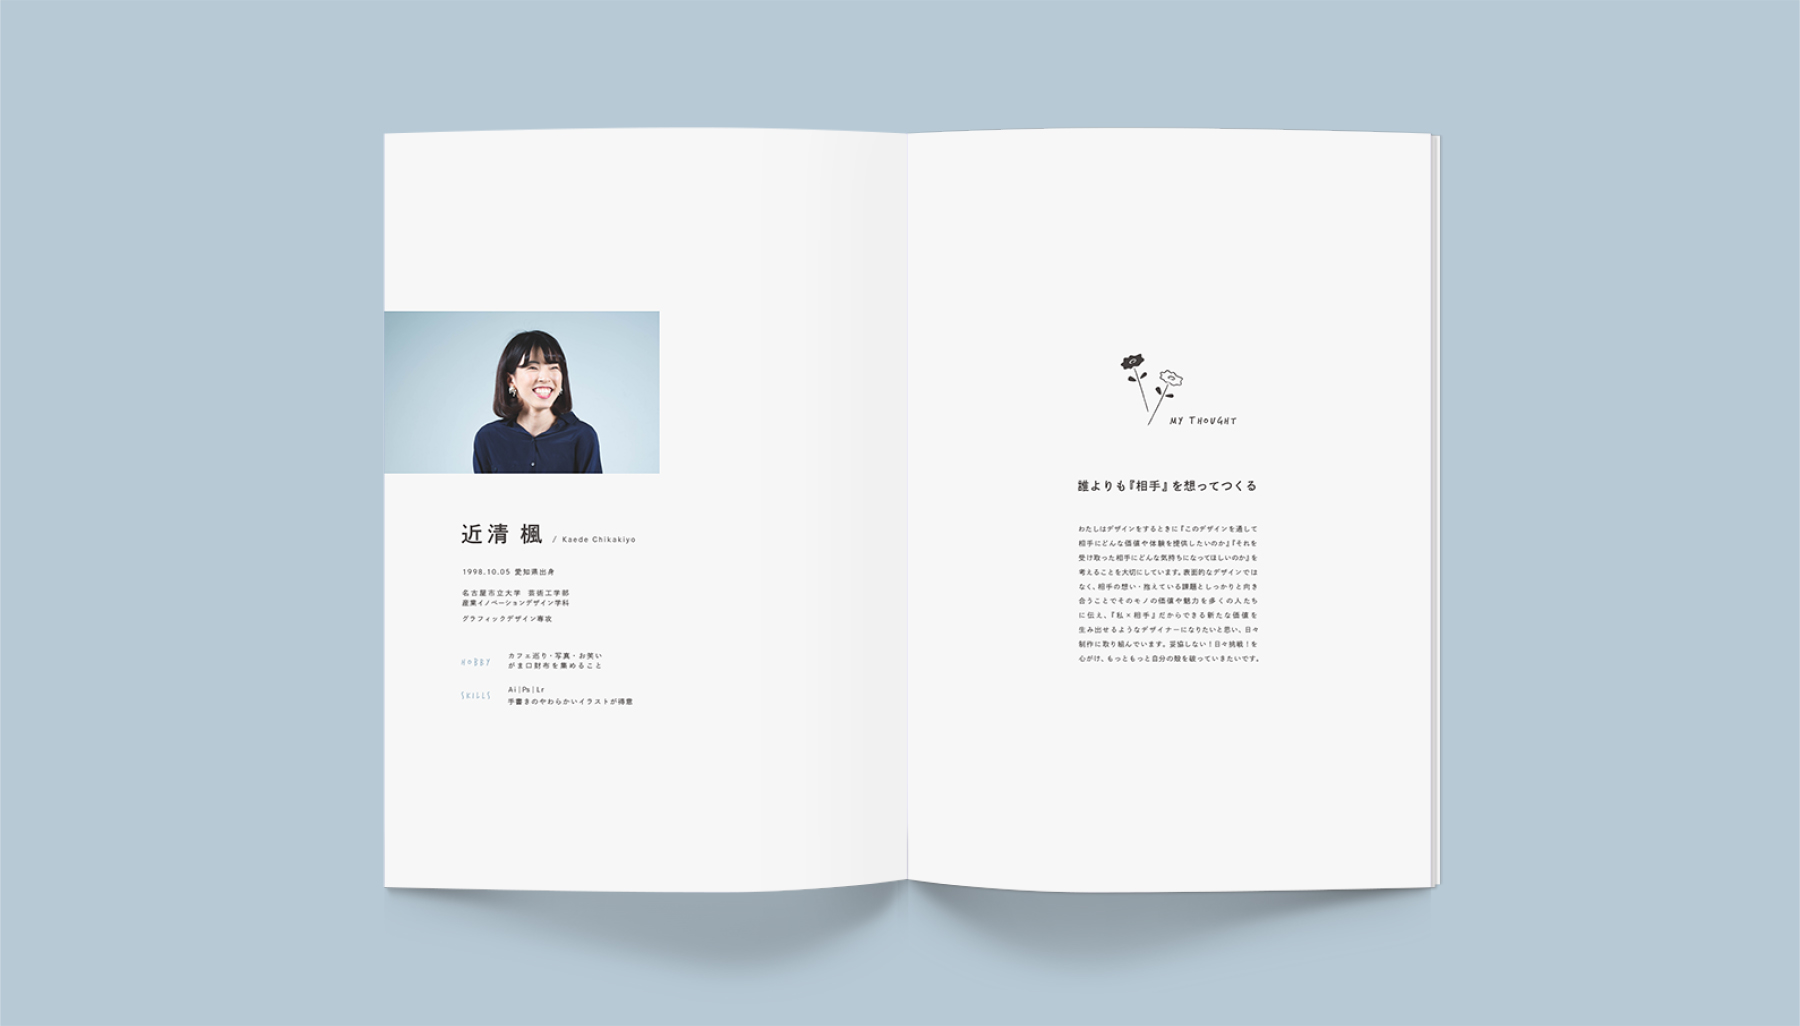 近清 楓 / Kaede Chikakiyo
1998.10.05 愛知県出身
名古屋市立大学 芸術工学部
産業イノベーションデザイン学科
グラフィックデザイン専攻
HOBBY
カフェ巡り・写真・お笑い
がま口財布を集めること
SKILLS
Ai|Ps|Lr
手書きのやわらかいイラストが得意
MY THOUGHT
誰よりも『相手』を想ってつくる
わたしはデザインをするときに『このデザインを通して
相手にどんな価値や体験を提供したいのか』『それを
受け取った相手にどんな気持ちになってほしいのか』を
考えることを大切にしています。表面的なデザインでは
なく、相手の想い・抱えている課題としっかりと向き
合うことでそのモノの価値や魅力を多くの人たち
に伝え、『私×相手』だからできる新たな価値を
生み出せるようなデザイナーになりたいと思い、日々
制作に取り組んでいます。妥協しない！日々挑戦！を
心がけ、もっともっと自分の殻を破っていきたいです。